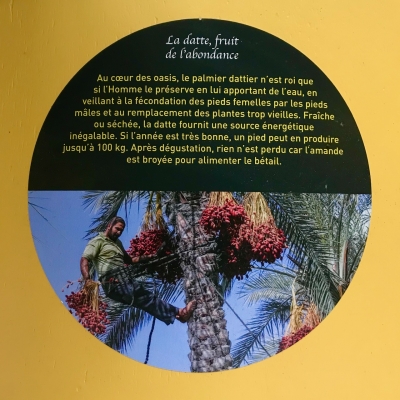 La datte, fruit
de l'abondance
Au cœur des oasis, le palmier dattier n'est roi que
si l'Homme le préserve en lui apportant de l'eau, en
veillant à la fécondation des pieds femelles par les pieds
mâles et au remplacement des plantes trop vieilles. Fraîche
ou séchée, la datte fournit une source énergétique
inégalable. Si l'année est très bonne, un pied peut en produire
jusqu'à 100 kg. Après dégustation, rien n'est perdu car l'amande
est broyée pour alimenter le bétail.